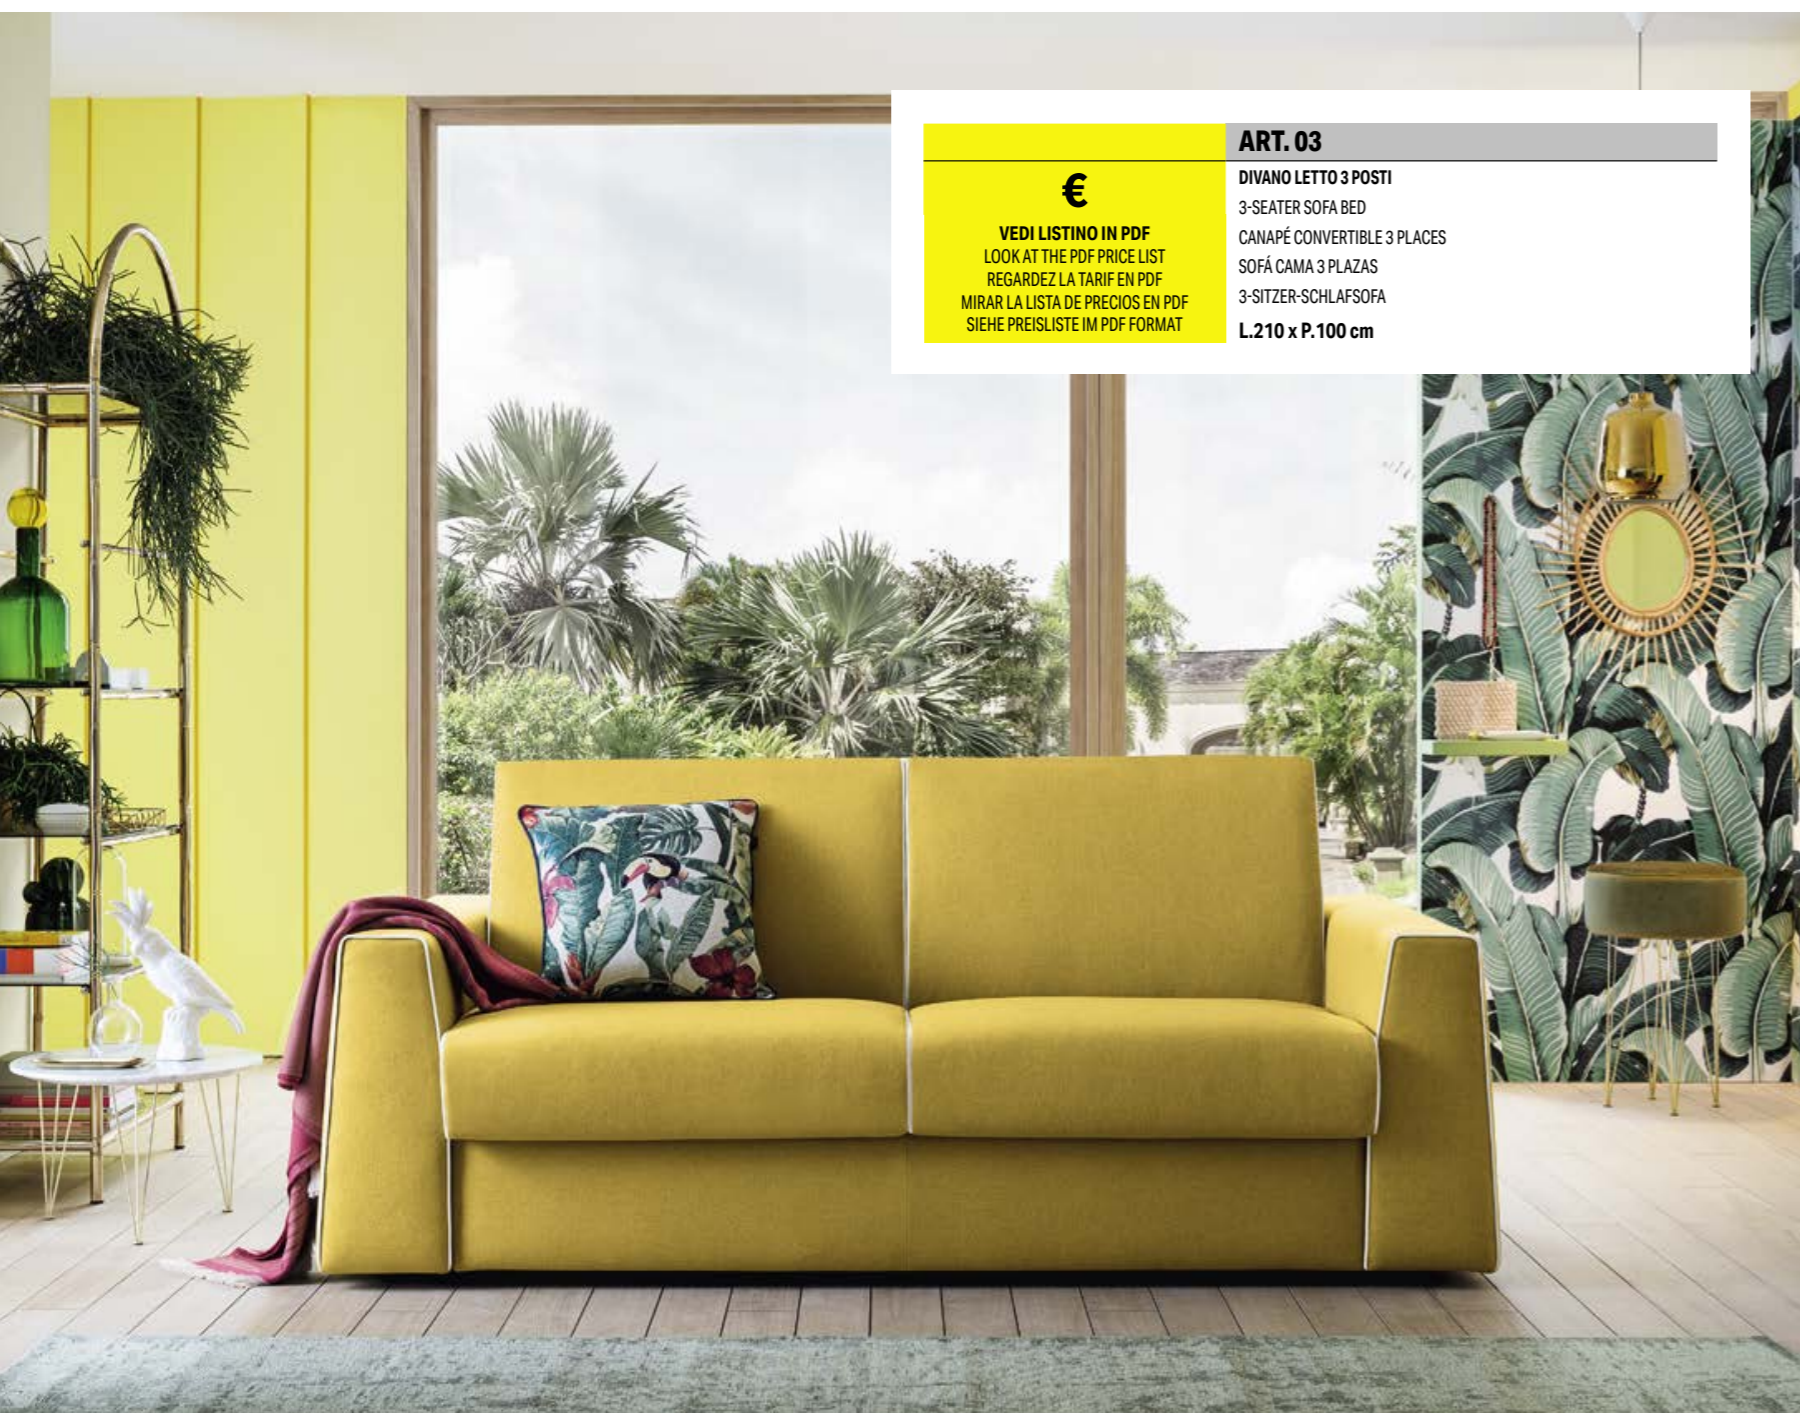 €
VEDI LISTINO IN PDF
LOOK AT THE PDF PRICE LIST
REGARDEZ LA TARIF EN PDF
MIRAR LA LISTA DE PRECIOS EN PDF
SIEHE PREISLISTE IM PDF FORMAT
ART. 03
DIVANO LETTO 3 POSTI
3-SEATER SOFA BED
CANAPÉ CONVERTIBLE 3 PLACES
SOFÁ CAMA 3 PLAZAS
3-SITZER-SCHLAFSOFA
L.210 x P.100 cm